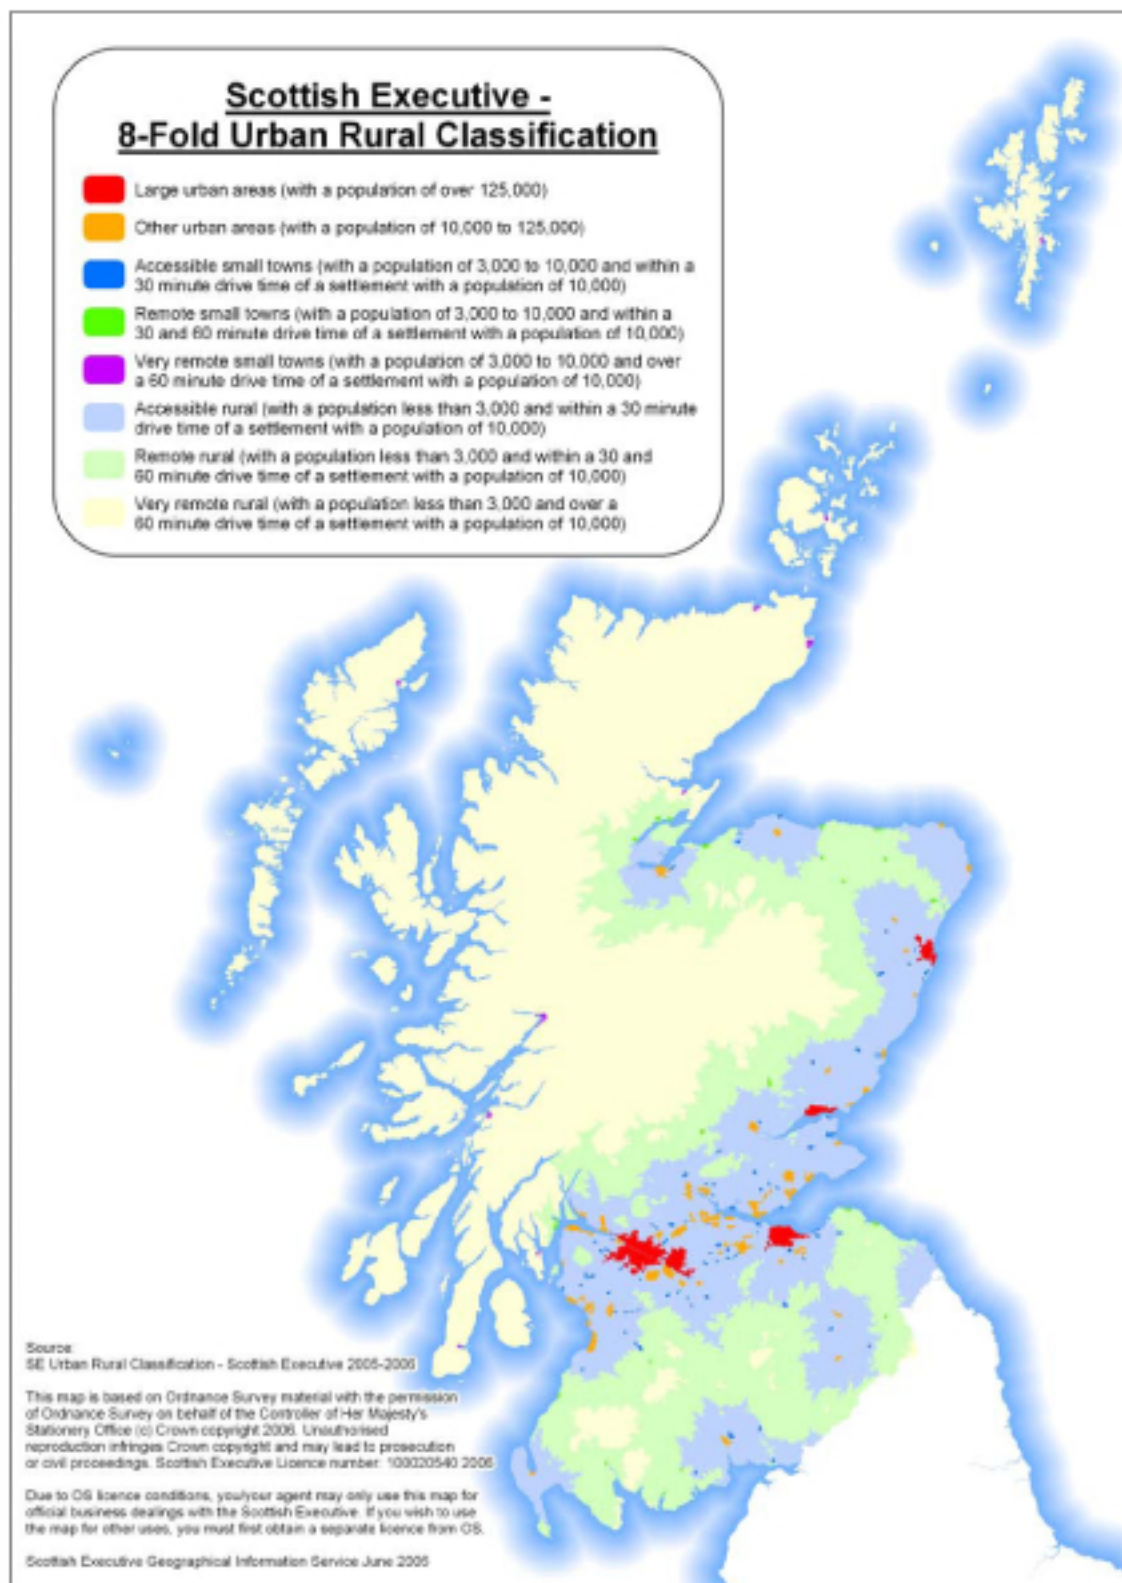 Scottish Executive -
8-Fold Urban Rural Classification
Large urban areas (with a population of over 125,000)
Other urban areas (with a population of 10,000 to 125,000)
Accessible small towns (with a population of 3,000 to 10,000 and within a
30 minute drive time of a settlement with a population of 10,000)
Remote small towns (with a population of 3,000 to 10,000 and within a
30 and 60 minute drive time of a settlement with a population of 10,000)
Very remote small towns (with a population of 3,000 to 10,000 and over
a 60 minute drive time of a settlement with a population of 10,000)
Accessible rural (with a population less than 3,000 and within a 30 minute
drive time of a settlement with a population of 10,000)
Remote rural (with a population less than 3,000 and within a 30 and
60 minute drive time of a settlement with a population of 10,000)
Very remote rural (with a population less than 3,000 and over a
60 minute drive time of a settlement with a population of 10,000)
Source:
SE Urban Rural Classification - Scottish Executive 2005-2006
This map is based on Ordnance Survey material with the permission
of Ordnance Survey on behalf of the Controller of Her Majesty's
Stationery Office (c) Crown copyright 2006. Unauthorised
reproduction infringes Crown copyright and may lead to prosecution
or civil proceedings. Scottish Executive Licence number: 100020540 2006
Due to OS licence conditions, you/your agent may only use this map for
official business dealings with the Scottish Executive. If you wish to use
the map for other uses, you must first obtain a separate licence from OS.
Scottish Executive Geographical Information Service June 2006